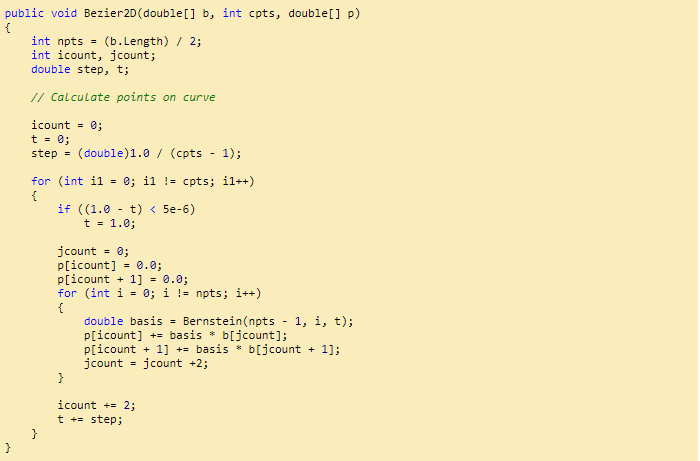 public void Bezier2D(double[] b, int cpts, double[] p)
{
    int npts = (b.Length) / 2;
    int icount, jcount;
    double step, t;

    // Calculate points on curve

    icount = 0;
    t = 0;
    step = (double)1.0 / (cpts - 1);

    for (int i1 = 0; i1 != cpts; i1++)
    {
        if ((1.0 - t) < 5e-6)
            t = 1.0;

        jcount = 0;
        p[icount] = 0.0;
        p[icount + 1] = 0.0;
        for (int i = 0; i != npts; i++)
        {
            double basis = Bernstein(npts - 1, i, t);
            p[icount] += basis * b[jcount];
            p[icount + 1] += basis * b[jcount + 1];
            jcount = jcount +2;
        }

        icount += 2;
        t += step;
    }
}